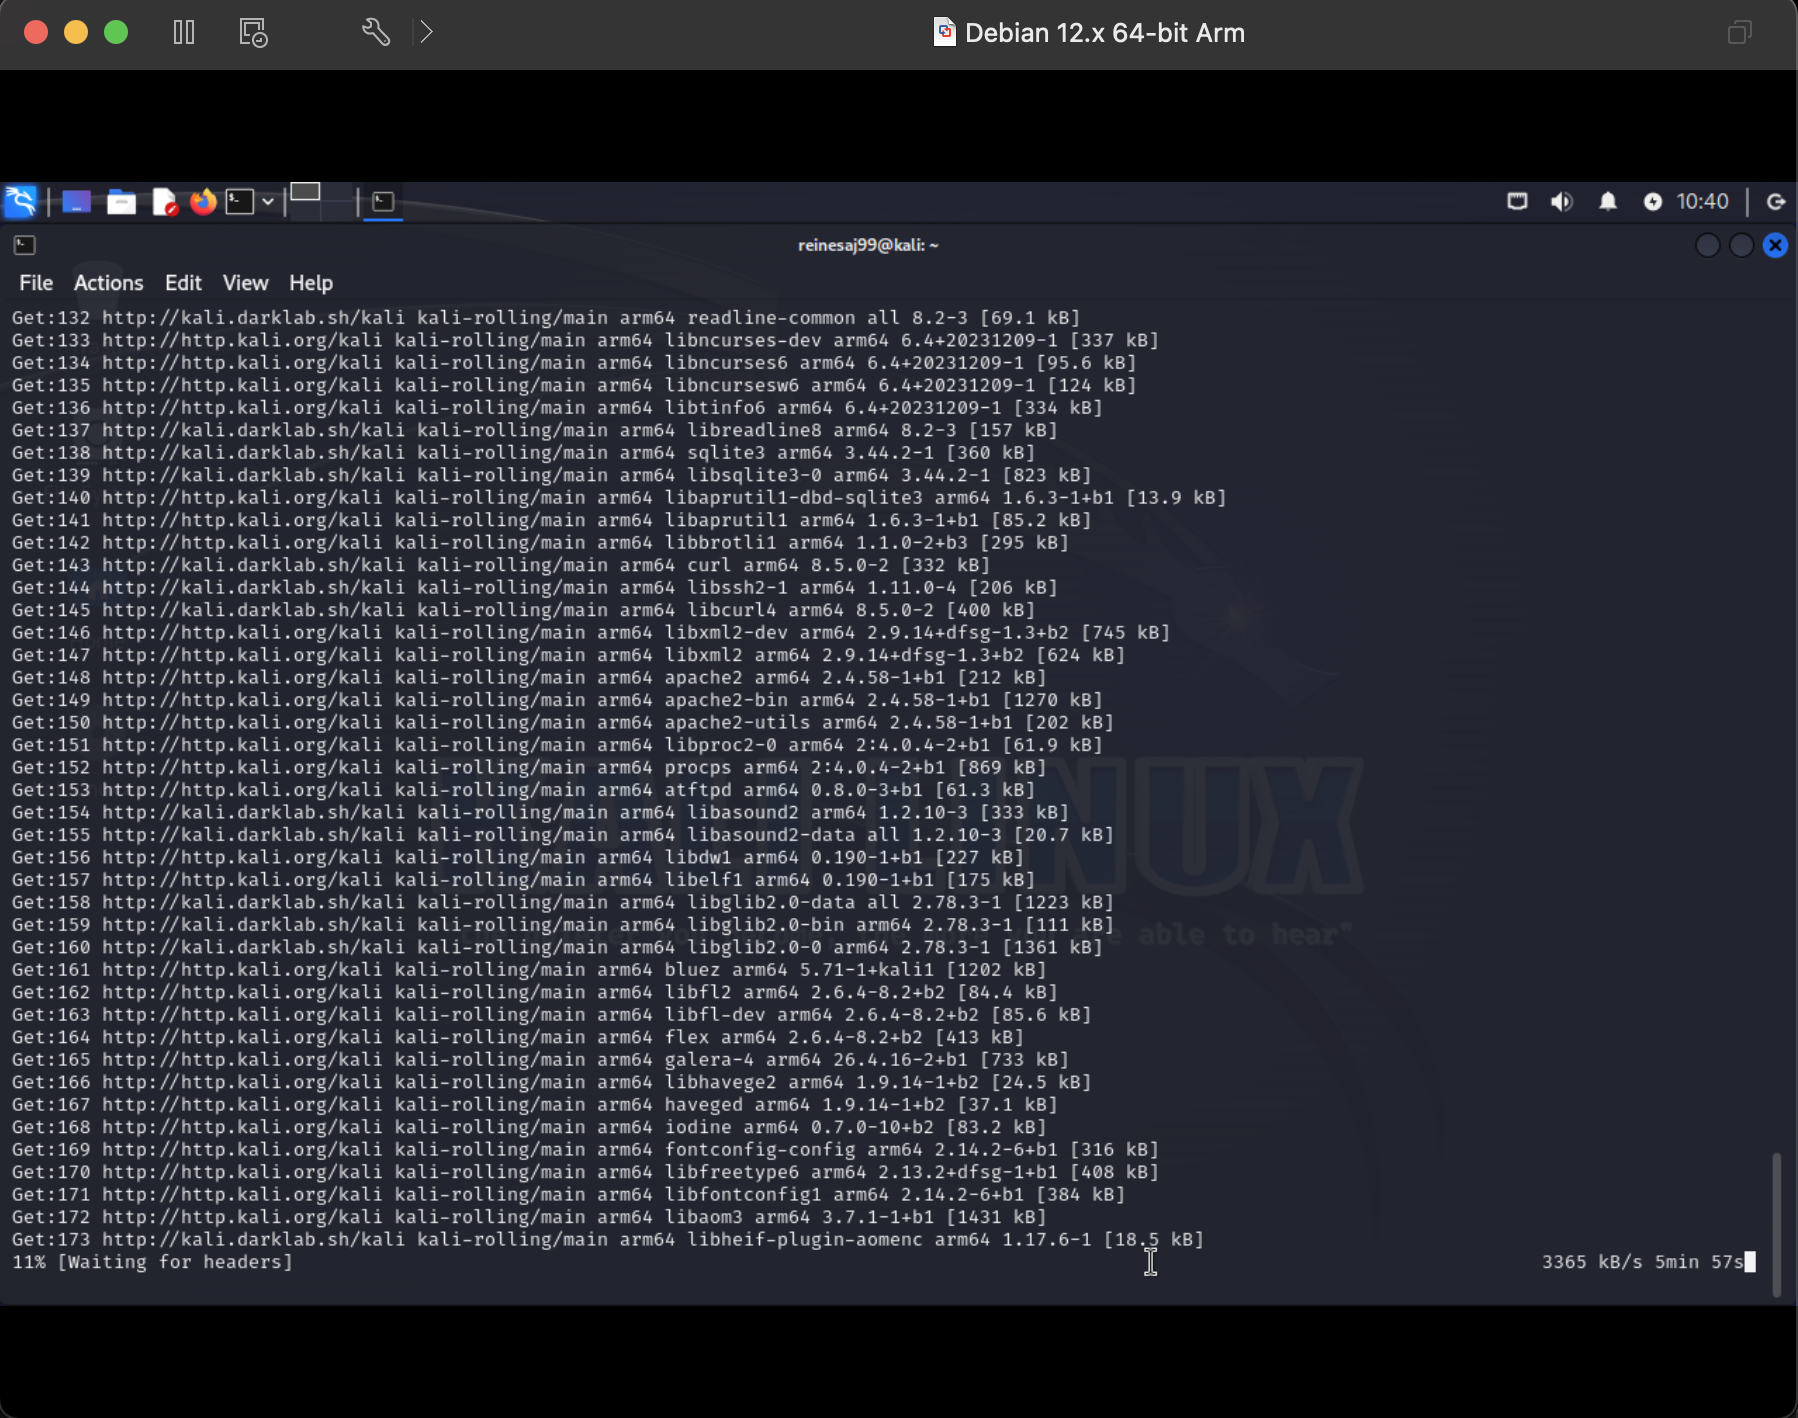 Debian 12.x 64-bit Arm
10:40
reinesaj99@kali: ~
File Actions Edit View Help
Get:132 http://kali.darklab.sh/kali kali-rolling/main arm64 readline-common all 8.2-3 [69.1 kB]
Get:133 http://http.kali.org/kali kali-rolling/main arm64 libncurses-dev arm64 6.4+20231209-1 [337 kB]
Get:134 http://http.kali.org/kali kali-rolling/main arm64 libncurses6 arm64 6.4+20231209-1 [95.6 kB]
Get:135 http://http.kali.org/kali kali-rolling/main arm64 libncursesw6 arm64 6.4+20231209-1 [124 kB]
Get:136 http://http.kali.org/kali kali-rolling/main arm64 libtinfo6 arm64 6.4+20231209-1 [334 kB]
Get:137 http://kali.darklab.sh/kali kali-rolling/main arm64 libreadline8 arm64 8.2-3 [157 kB]
Get:138 http://kali.darklab.sh/kali kali-rolling/main arm64 sqlite3 arm64 3.44.2-1 [360 kB]
Get:139 http://kali.darklab.sh/kali kali-rolling/main arm64 libsqlite3-0 arm64 3.44.2-1 [823 kB]
Get:140 http://http.kali.org/kali kali-rolling/main arm64 libaprutil1-dbd-sqlite3 arm64 1.6.3-1+b1 [13.9 kB]
Get:141 http://http.kali.org/kali kali-rolling/main arm64 libaprutil1 arm64 1.6.3-1+b1 [85.2 kB]
Get:142 http://http.kali.org/kali kali-rolling/main arm64 libbrotli1 arm64 1.1.0-2+b3 [295 kB]
Get:143 http://kali.darklab.sh/kali kali-rolling/main arm64 curl arm64 8.5.0-2 [332 kB]
Get:144 http://kali.darklab.sh/kali kali-rolling/main arm64 libssh2-1 arm64 1.11.0-4 [206 kB]
Get:145 http://kali.darklab.sh/kali kali-rolling/main arm64 libcurl4 arm64 8.5.0-2 [400 kB]
Get:146 http://http.kali.org/kali kali-rolling/main arm64 libxml2-dev arm64 2.9.14+dfsg-1.3+b2 [745 kB]
Get:147 http://http.kali.org/kali kali-rolling/main arm64 libxml2 arm64 2.9.14+dfsg-1.3+b2 [624 kB]
Get:148 http://http.kali.org/kali kali-rolling/main arm64 apache2 arm64 2.4.58-1+b1 [212 kB]
Get:149 http://http.kali.org/kali kali-rolling/main arm64 apache2-bin arm64 2.4.58-1+b1 [1270 kB]
Get:150 http://http.kali.org/kali kali-rolling/main arm64 apache2-utils arm64 2.4.58-1+b1 [202 kB]
Get:151 http://http.kali.org/kali kali-rolling/main arm64 libproc2-0 arm64 2:4.0.4-2+b1 [61.9 kB]
Get:152 http://http.kali.org/kali kali-rolling/main arm64 procps arm64 2:4.0.4-2+b1 [869 kB]
Get:153 http://http.kali.org/kali kali-rolling/main arm64 atftpd arm64 0.8.0-3+b1 [61.3 kB]
Get:154 http://kali.darklab.sh/kali kali-rolling/main arm64 libasound2 arm64 1.2.10-3 [333 kB]
Get:155 http://kali.darklab.sh/kali kali-rolling/main arm64 libasound2-data all 1.2.10-3 [20.7 kB]
Get:156 http://http.kali.org/kali kali-rolling/main arm64 libdw1 arm64 0.190-1+b1 [227 kB]
Get:157 http://http.kali.org/kali kali-rolling/main arm64 libelf1 arm64 0.190-1+b1 [175 kB]
Get:158 http://kali.darklab.sh/kali kali-rolling/main arm64 libglib2.0-data all 2.78.3-1 [1223 kB]
Get:159 http://kali.darklab.sh/kali kali-rolling/main arm64 libglib2.0-bin arm64 2.78.3-1 [111 kB]
Get:160 http://kali.darklab.sh/kali kali-rolling/main arm64 libglib2.0-0 arm64 2.78.3-1 [1361 kB]
Get:161 http://http.kali.org/kali kali-rolling/main arm64 bluez arm64 5.71-1+kali1 [1202 kB]
Get:162 http://http.kali.org/kali kali-rolling/main arm64 libfl2 arm64 2.6.4-8.2+b2 [84.4 kB]
Get:163 http://http.kali.org/kali kali-rolling/main arm64 libfl-dev arm64 2.6.4-8.2+b2 [85.6 kB]
Get:164 http://http.kali.org/kali kali-rolling/main arm64 flex arm64 2.6.4-8.2+b2 [413 kB]
Get:165 http://http.kali.org/kali kali-rolling/main arm64 galera-4 arm64 26.4.16-2+b1 [733 kB]
Get:166 http://http.kali.org/kali kali-rolling/main arm64 libhavege2 arm64 1.9.14-1+b2 [24.5 kB]
Get:167 http://http.kali.org/kali kali-rolling/main arm64 haveged arm64 1.9.14-1+b2 [37.1 kB]
Get:168 http://http.kali.org/kali kali-rolling/main arm64 iodine arm64 0.7.0-10+b2 [83.2 kB]
Get:169 http://http.kali.org/kali kali-rolling/main arm64 fontconfig-config arm64 2.14.2-6+b1 [316 kB]
Get:170 http://http.kali.org/kali kali-rolling/main arm64 libfreetype6 arm64 2.13.2+dfsg-1+b1 [408 kB]
Get:171 http://http.kali.org/kali kali-rolling/main arm64 libfontconfig1 arm64 2.14.2-6+b1 [384 kB]
Get:172 http://http.kali.org/kali kali-rolling/main arm64 libaom3 arm64 3.7.1-1+b1 [1431 kB]
Get:173 http://kali.darklab.sh/kali kali-rolling/main arm64 libheif-plugin-aomenc arm64 1.17.6-1 [18.5 kB]
11% [Waiting for headers] 3365 kB/s 5min 57s
able to hear"